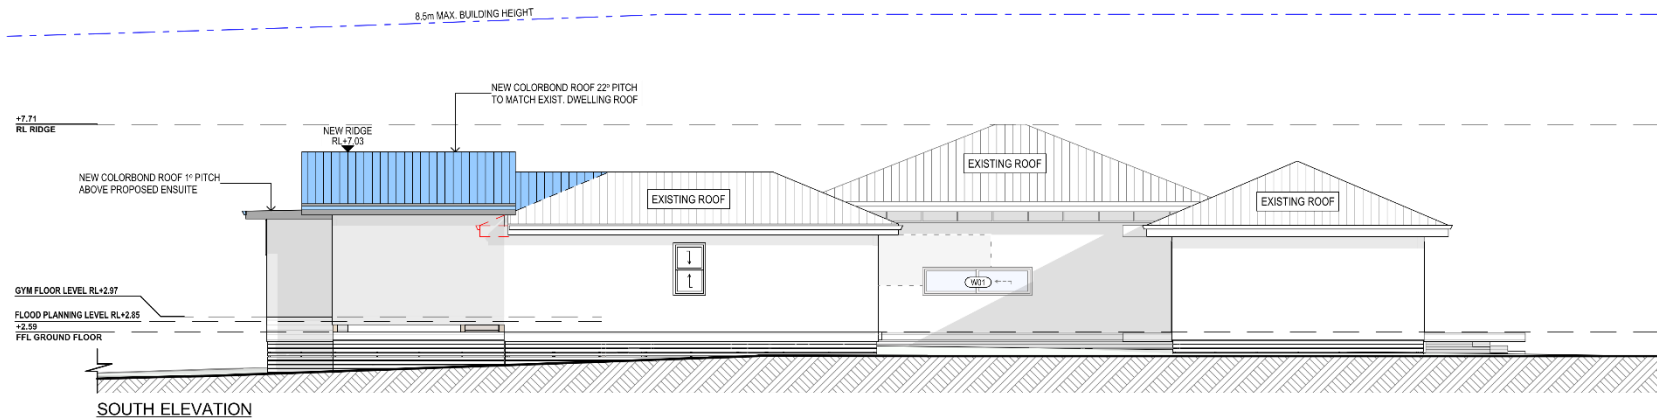 8.5m MAX. BUILDING HEIGHT
NEW COLORBOND ROOF 22º PITCH
TO MATCH EXIST. DWELLING ROOF
+7.71
RL RIDGE
NEW RIDGE
RL+7.03
EXISTING ROOF
NEW COLORBOND ROOF 1º PITCH
ABOVE PROPOSED ENSUITE
EXISTING ROOF
EXISTING ROOF
W01
GYM FLOOR LEVEL RL+2.97
FLOOD PLANNING LEVEL RL+2.85
+2.59
FFL GROUND FLOOR
SOUTH ELEVATION